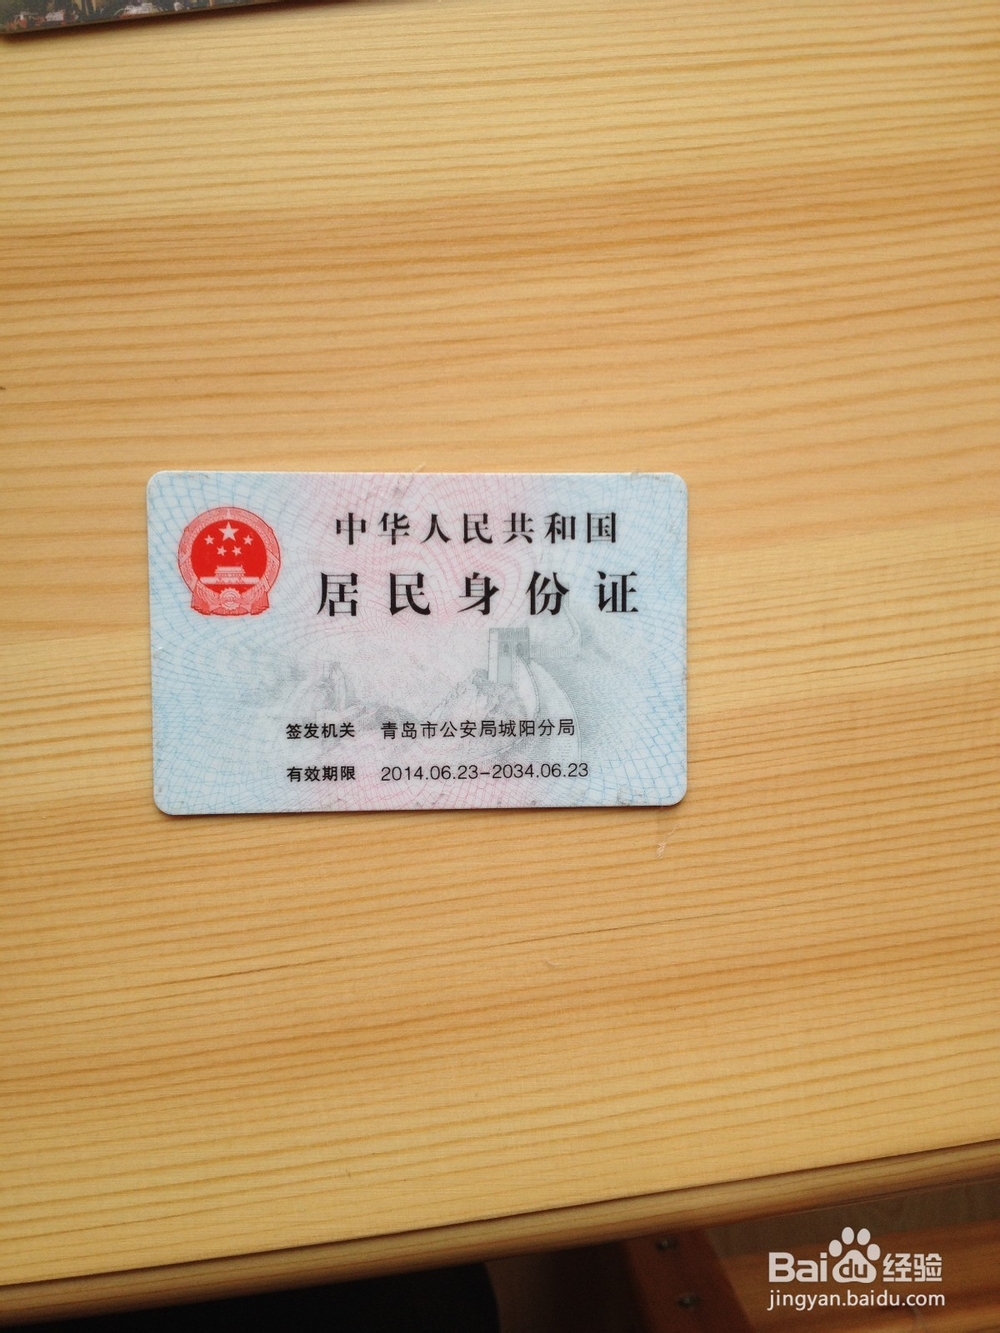 中华人民共和国
居民身份证
签发机关 青岛市公安局城阳分局
有效期限 2014.06.23-2034.06.23
Baidu经验
jingyan.baidu.com